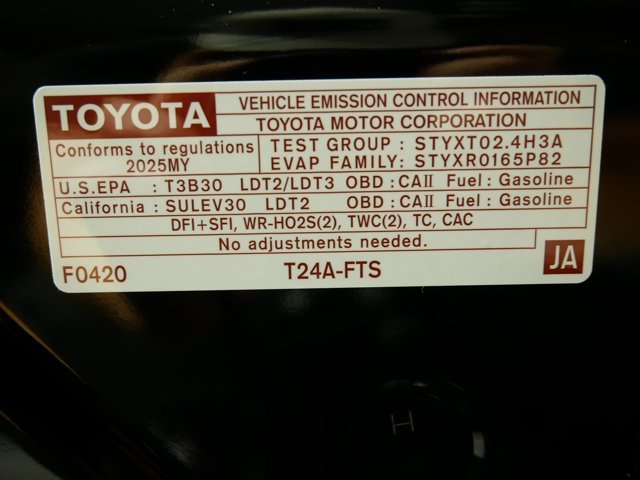 TOYOTA
VEHICLE EMISSION CONTROL INFORMATION
TOYOTA MOTOR CORPORATION
Conforms to regulations
2025MY
TEST GROUP : STYXT02.4H3A
EVAP FAMILY: STYXR0165P82
U.S.EPA : T3B30 LDT2/LDT3 OBD : CAII Fuel : Gasoline
California : SULEV30 LDT2 OBD : CAII Fuel : Gasoline
DFI+SFI, WR-HO2S(2), TWC(2), TC, CAC
No adjustments needed.
F0420 T24A-FTS JA
H